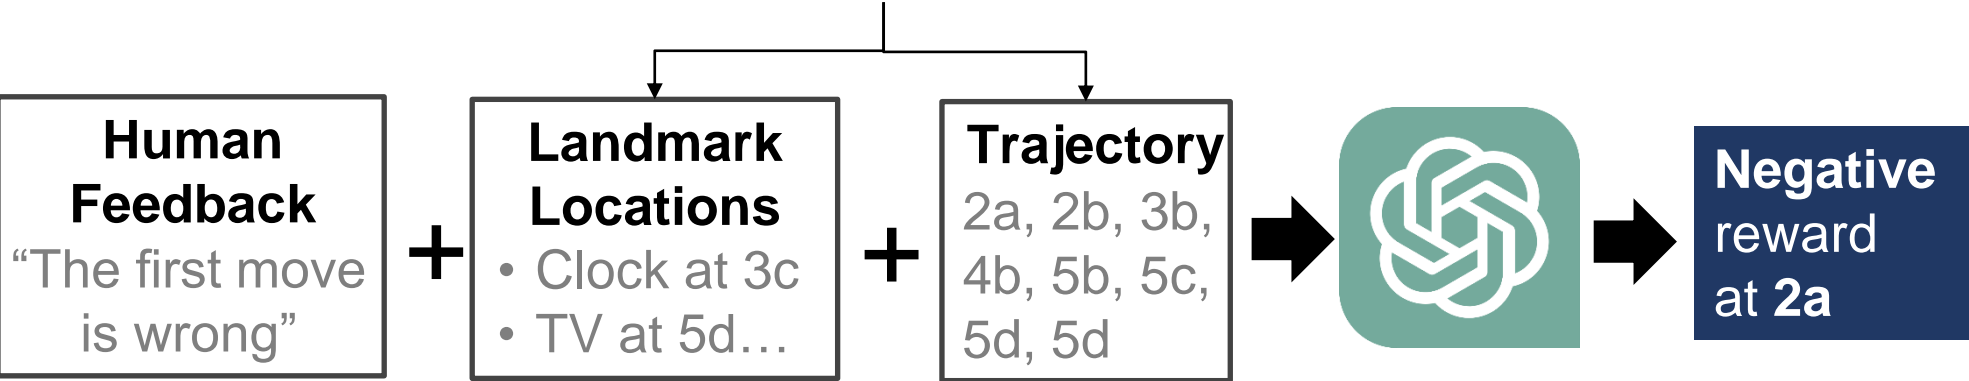 Human
Feedback
“The first move
is wrong”
+
Landmark
Locations
• Clock at 3c
• TV at 5d…
+
Trajectory
2a, 2b, 3b,
4b, 5b, 5c,
5d, 5d
Negative
reward
at 2a